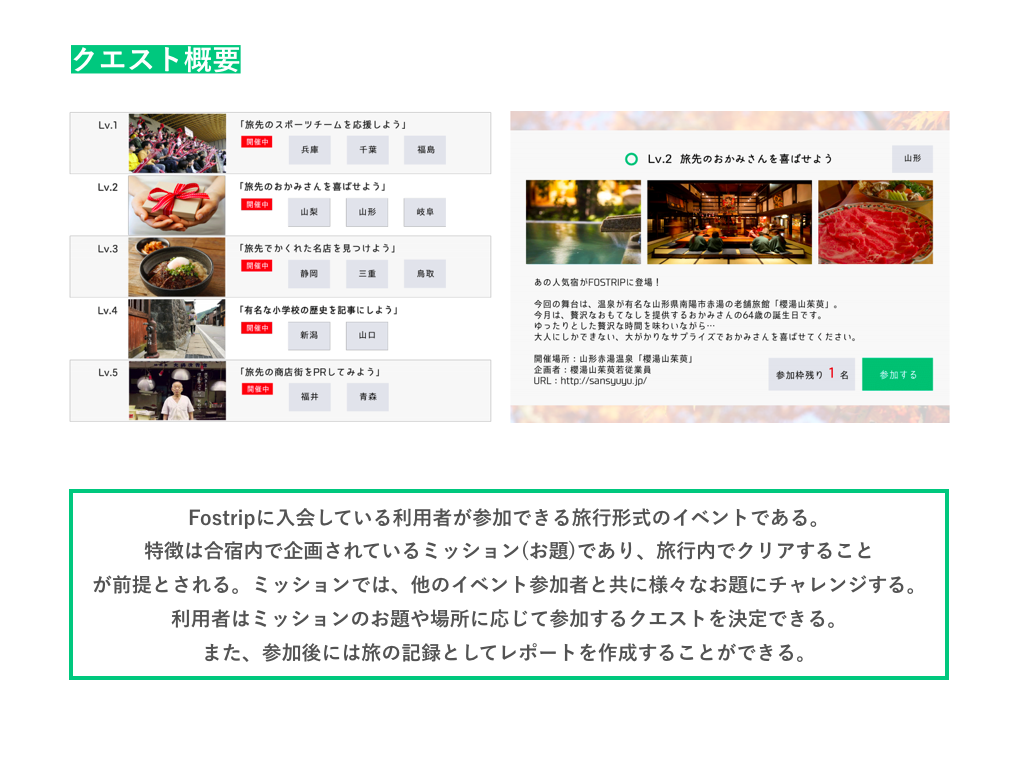 クエスト概要
Lv.1
「旅先のスポーツチームを応援しよう」
開催中
兵庫
千葉
福島
Lv.2
「旅先のおかみさんを喜ばせよう」
開催中
山梨
山形
岐阜
Lv.3
「旅先でかくれた名店を見つけよう」
開催中
静岡
三重
鳥取
Lv.4
「有名な小学校の歴史を記事にしよう」
開催中
新潟
山口
Lv.5
「旅先の商店街をPRしてみよう」
開催中
福井
青森
Lv.2 旅先のおかみさんを喜ばせよう
山形
あの人気宿がFOSTRIPに登場！
今回の舞台は、温泉が有名な山形県南陽市赤湯の老舗旅館「櫻湯山茱萸」。
今月は、贅沢なおもてなしを提供するおかみさんの64歳の誕生日です。
ゆったりとした贅沢な時間を味わいながら…
大人にしかできない、大がかりなサプライズでおかみさんを喜ばせてください。
開催場所：山形赤湯温泉「櫻湯山茱萸」
企画者：櫻湯山茱萸若従業員
URL：http://sansyuyu.jp/
参加枠残り 1 名
参加する
Fostripに入会している利用者が参加できる旅行形式のイベントである。
特徴は合宿内で企画されているミッション(お題)であり、旅行内でクリアすること
が前提とされる。ミッションでは、他のイベント参加者と共に様々なお題にチャレンジする。
利用者はミッションのお題や場所に応じて参加するクエストを決定できる。
また、参加後には旅の記録としてレポートを作成することができる。